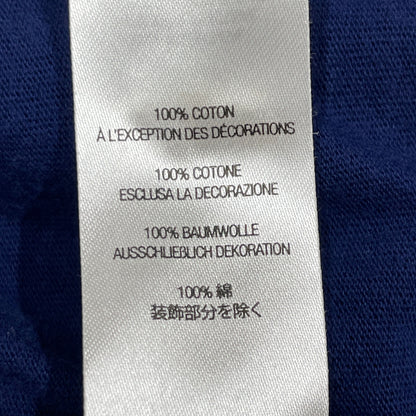 100% COTON
À L'EXCEPTION DES DÉCORATIONS
100% COTONE
ESCLUSA LA DECORAZIONE
100% BAUMWOLLE
AUSSCHLIEBLICH DEKORATION
100% 綿
装飾部分を除く